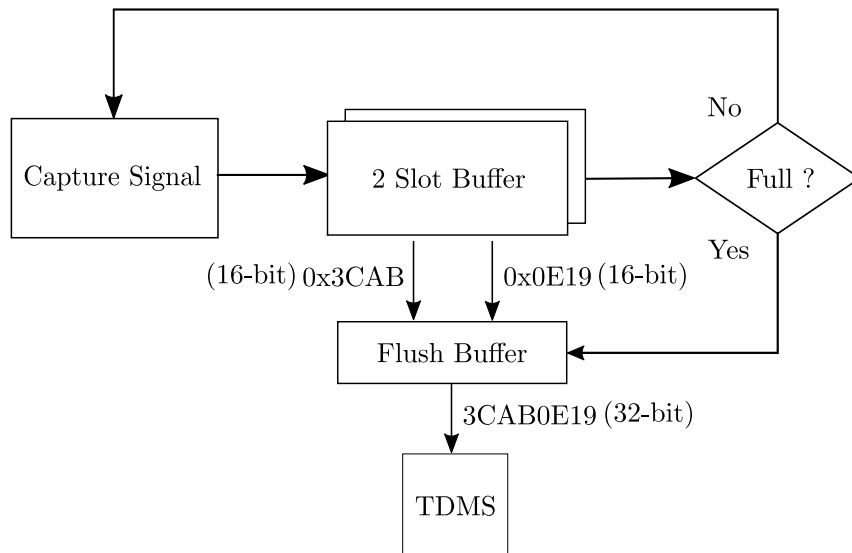 No
Capture Signal
2 Slot Buffer
Full ?
Yes
(16-bit) 0x3CAB
0x0E19 (16-bit)
Flush Buffer
3CAB0E19 (32-bit)
TDMS